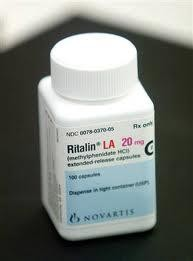 NDC 0078-0370-05
Rx only
Ritalin® LA 20 mg
(methylphenidate HCl)
extended-release capsules
100 capsules
Dispense in tight container (USP).
NOVARTIS